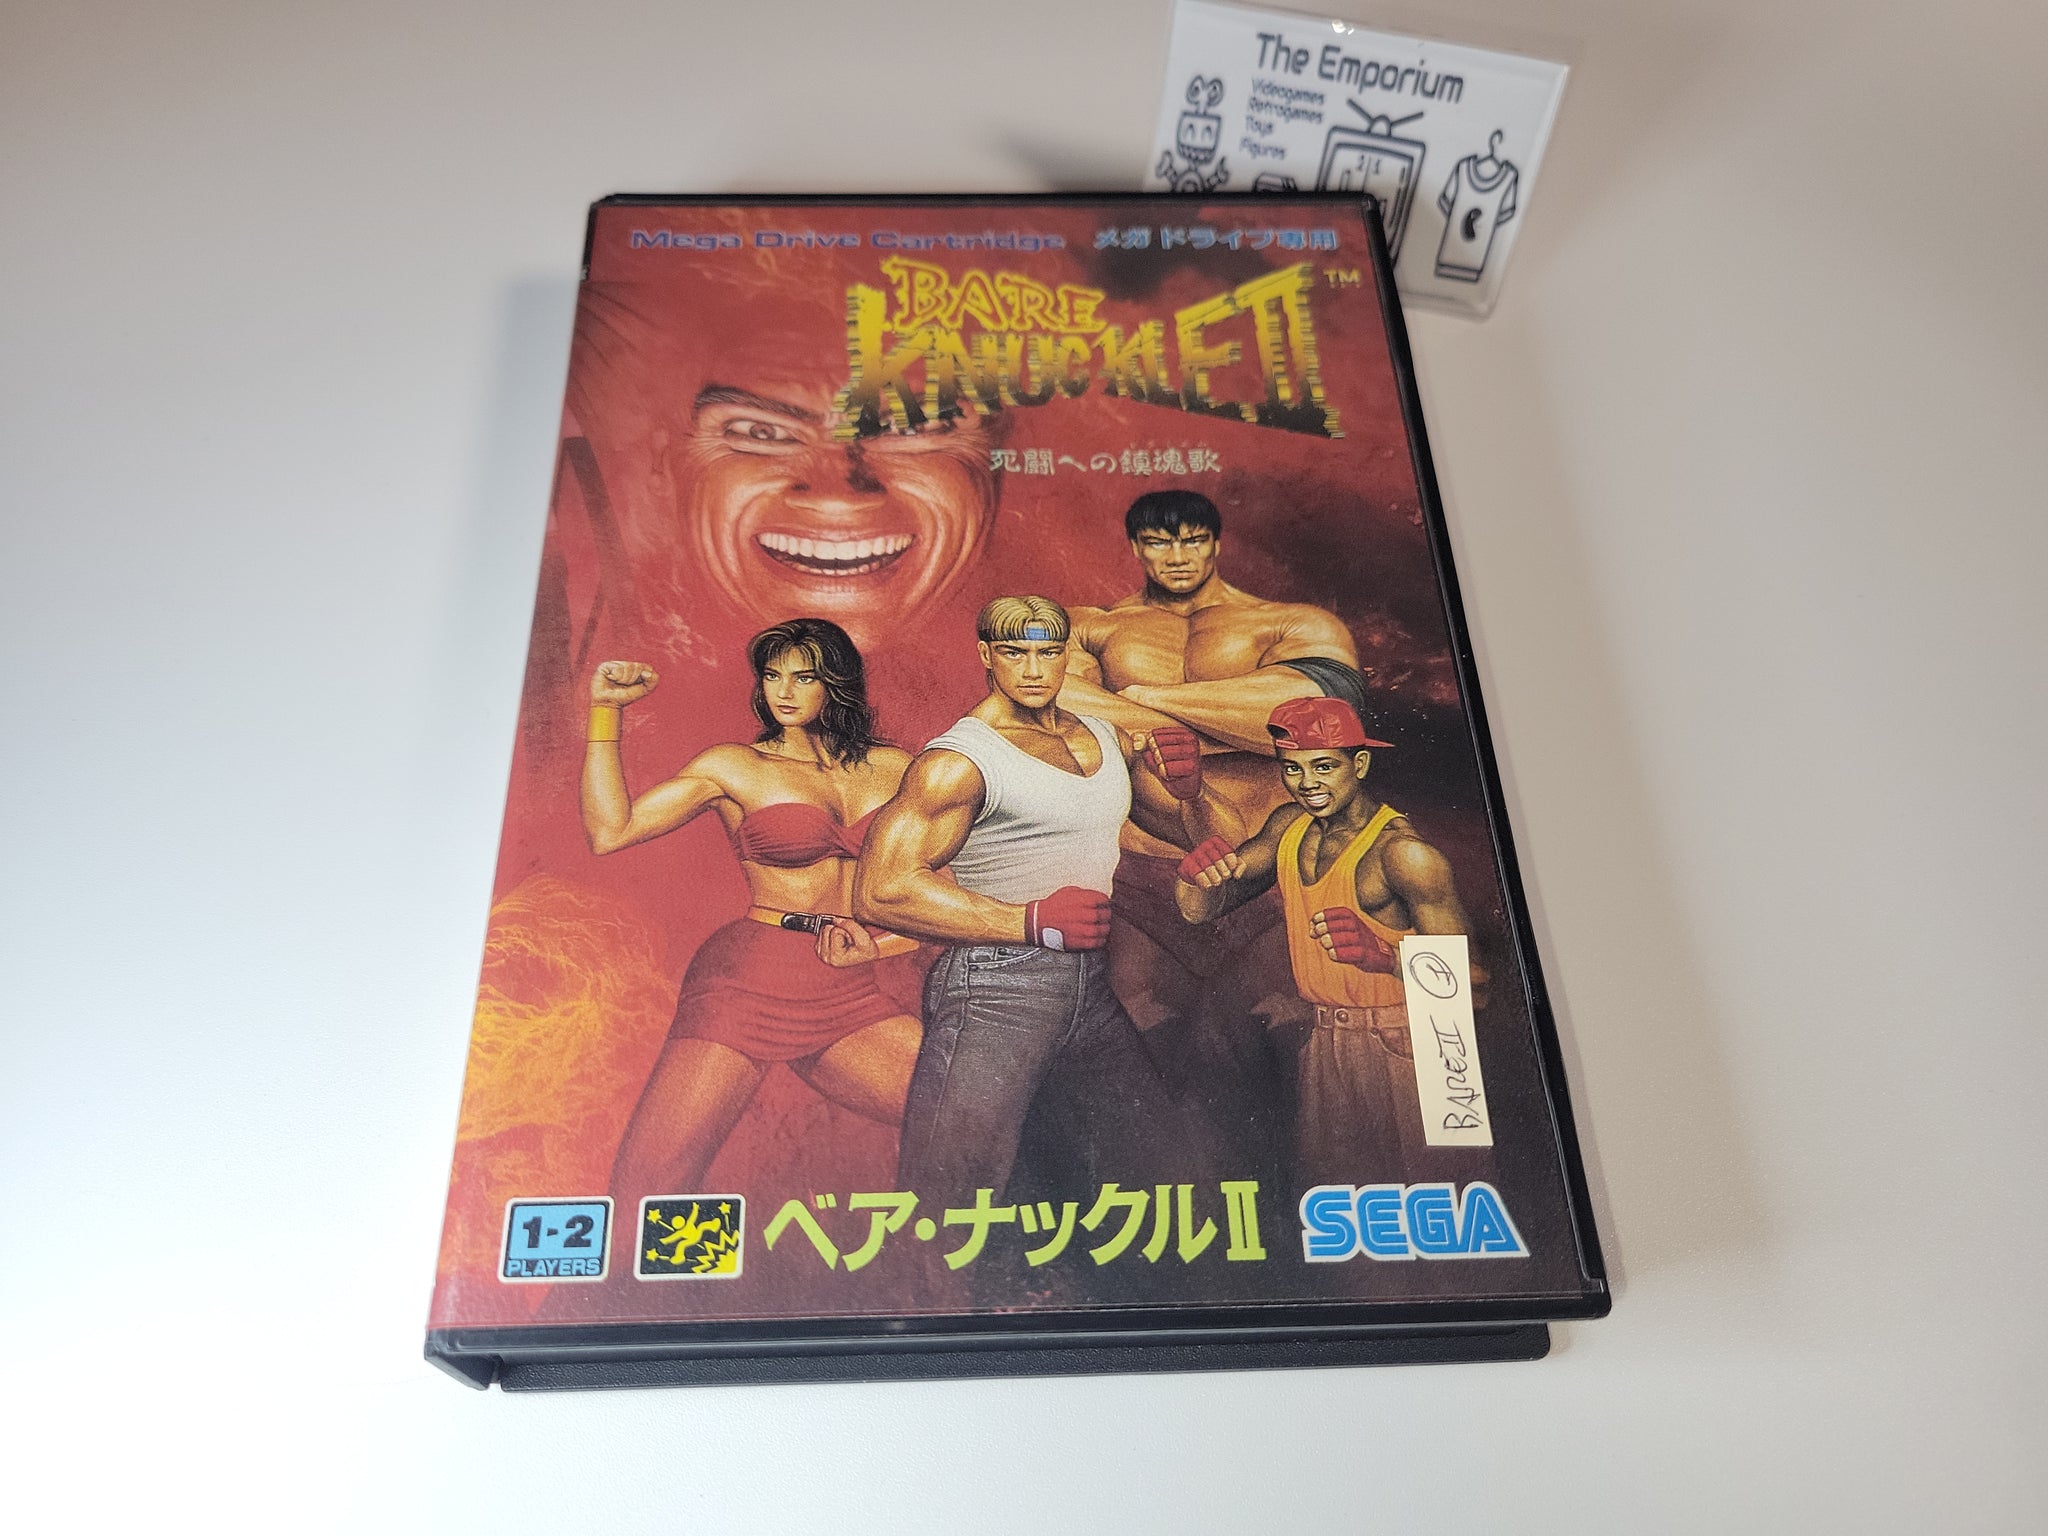 The Emporium
Videogames
Retrogames
Toys
Figures
Mega Drive Cartridge メガドライブ専用
BARE
KNUCKLE II TM
死闘への鎮魂歌
BARE II 1
1-2
PLAYERS
ベア・ナックルII
SEGA